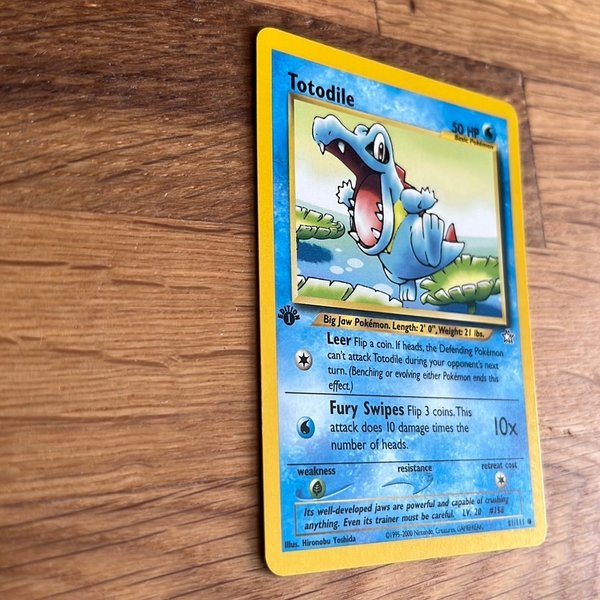 Totodile
50 HP
Basic Pokémon
EDITION
1
Big Jaw Pokémon. Length: 2' 0", Weight: 21 lbs.
Leer Flip a coin. If heads, the Defending Pokémon
can't attack Totodile during your opponent's next
turn. (Benching or evolving either Pokémon ends this
effect.)
Fury Swipes Flip 3 coins. This
attack does 10 damage times the
number of heads.
10x
weakness
resistance
retreat cost
Its well-developed jaws are powerful and capable of crushing
anything. Even its trainer must be careful. LV. 20 #158
Illus. Hironobu Yoshida
©1995-2000 Nintendo, Creatures, GAMEFREAK.
81/111